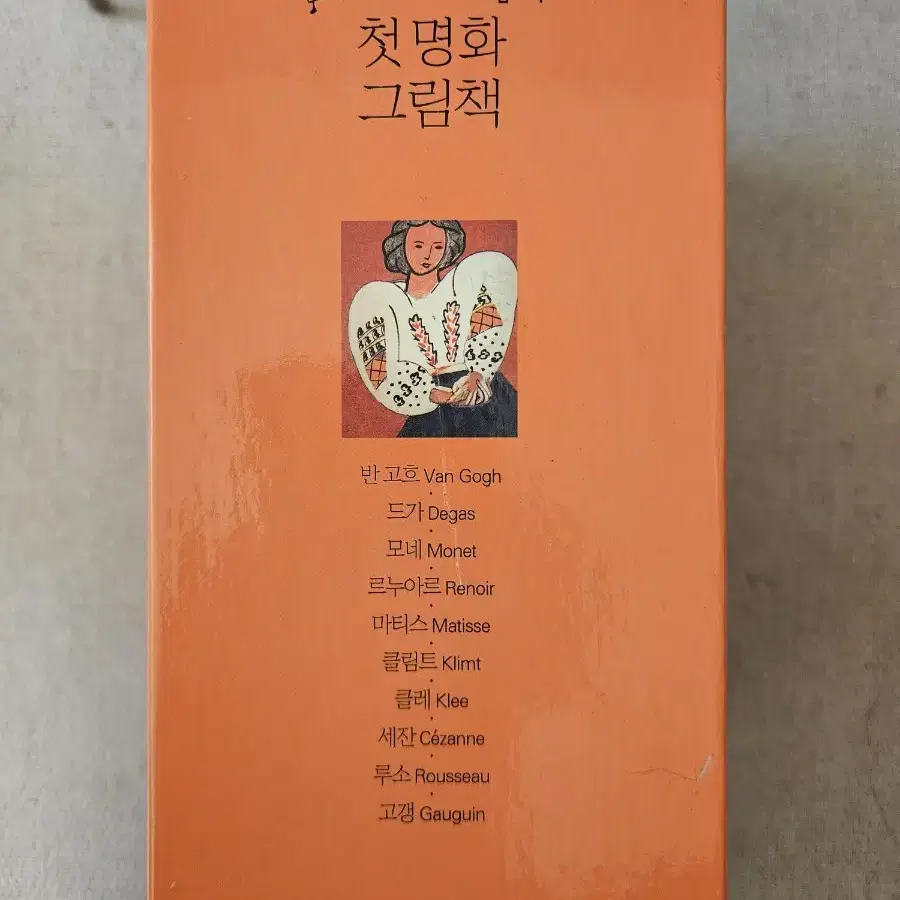 첫 명화
그림책
반 고흐 Van Gogh
드가 Degas
모네 Monet
르누아르 Renoir
마티스 Matisse
클림트 Klimt
클레 Klee
세잔 Cézanne
루소 Rousseau
고갱 Gauguin